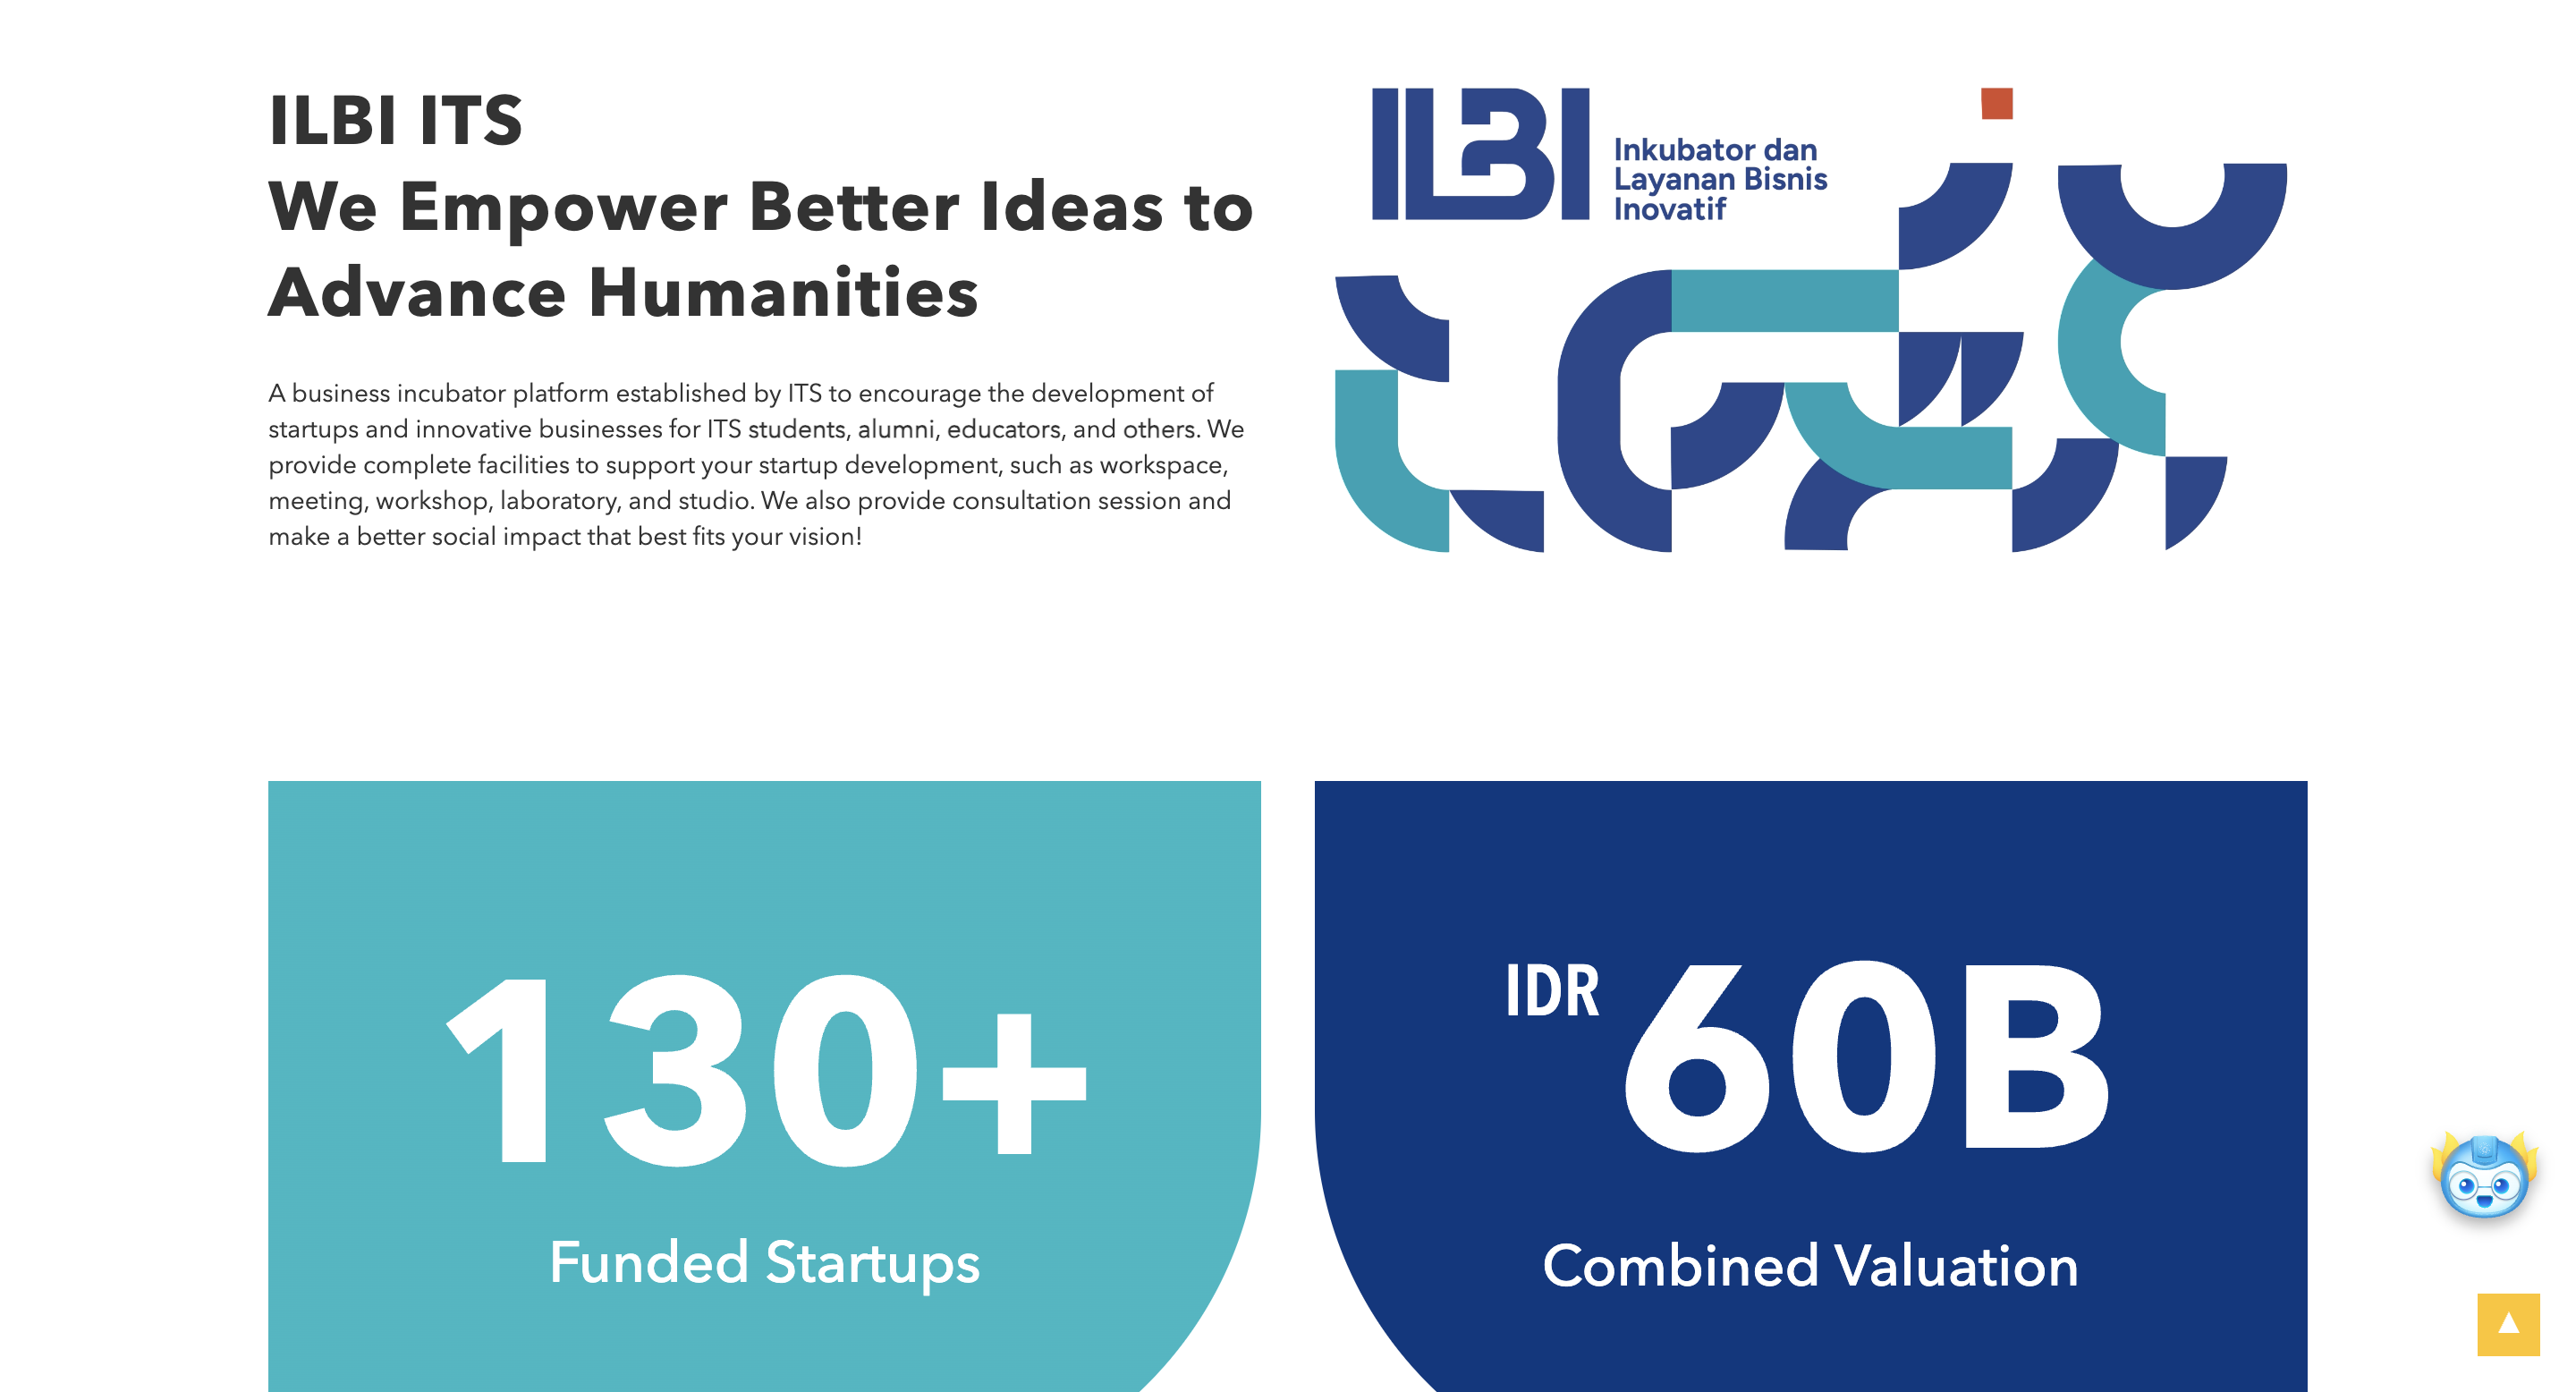 ILBI ITS
We Empower Better Ideas to
Advance Humanities
A business incubator platform established by ITS to encourage the development of
startups and innovative businesses for ITS students, alumni, educators, and others. We
provide complete facilities to support your startup development, such as workspace,
meeting, workshop, laboratory, and studio. We also provide consultation session and
make a better social impact that best fits your vision!
ILBI
Inkubator dan
Layanan Bisnis
Inovatif
130+
Funded Startups
IDR 60B
Combined Valuation